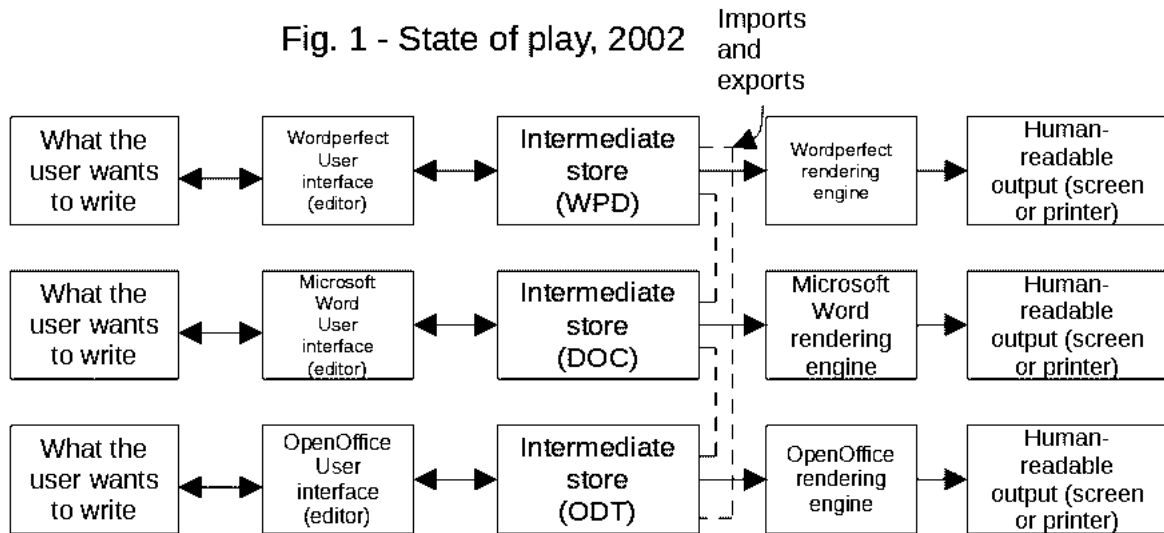 Fig. 1 - State of play, 2002
Imports
and
exports
What the
user wants
to write
Wordperfect
User
interface
(editor)
Intermediate
store
(WPD)
Wordperfect
rendering
engine
Human-
readable
output (screen
or printer)
What the
user wants
to write
Microsoft
Word
User
interface
(editor)
Intermediate
store
(DOC)
Microsoft
Word
rendering
engine
Human-
readable
output (screen
or printer)
What the
user wants
to write
OpenOffice
User
interface
(editor)
Intermediate
store
(ODT)
OpenOffice
rendering
engine
Human-
readable
output (screen
or printer)